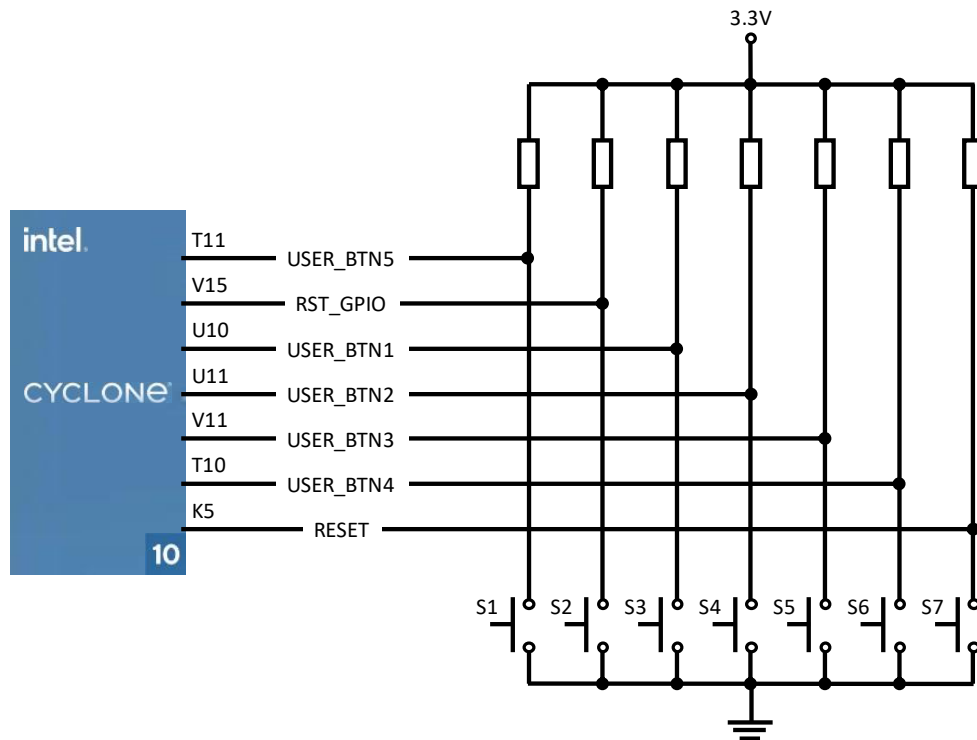 3.3V
intel.
T11
USER_BTN5
V15
RST_GPIO
U10
USER_BTN1
U11
CYCLONE
USER_BTN2
V11
USER_BTN3
T10
USER_BTN4
K5
RESET
10
S1 S2 S3 S4 S5 S6 S7